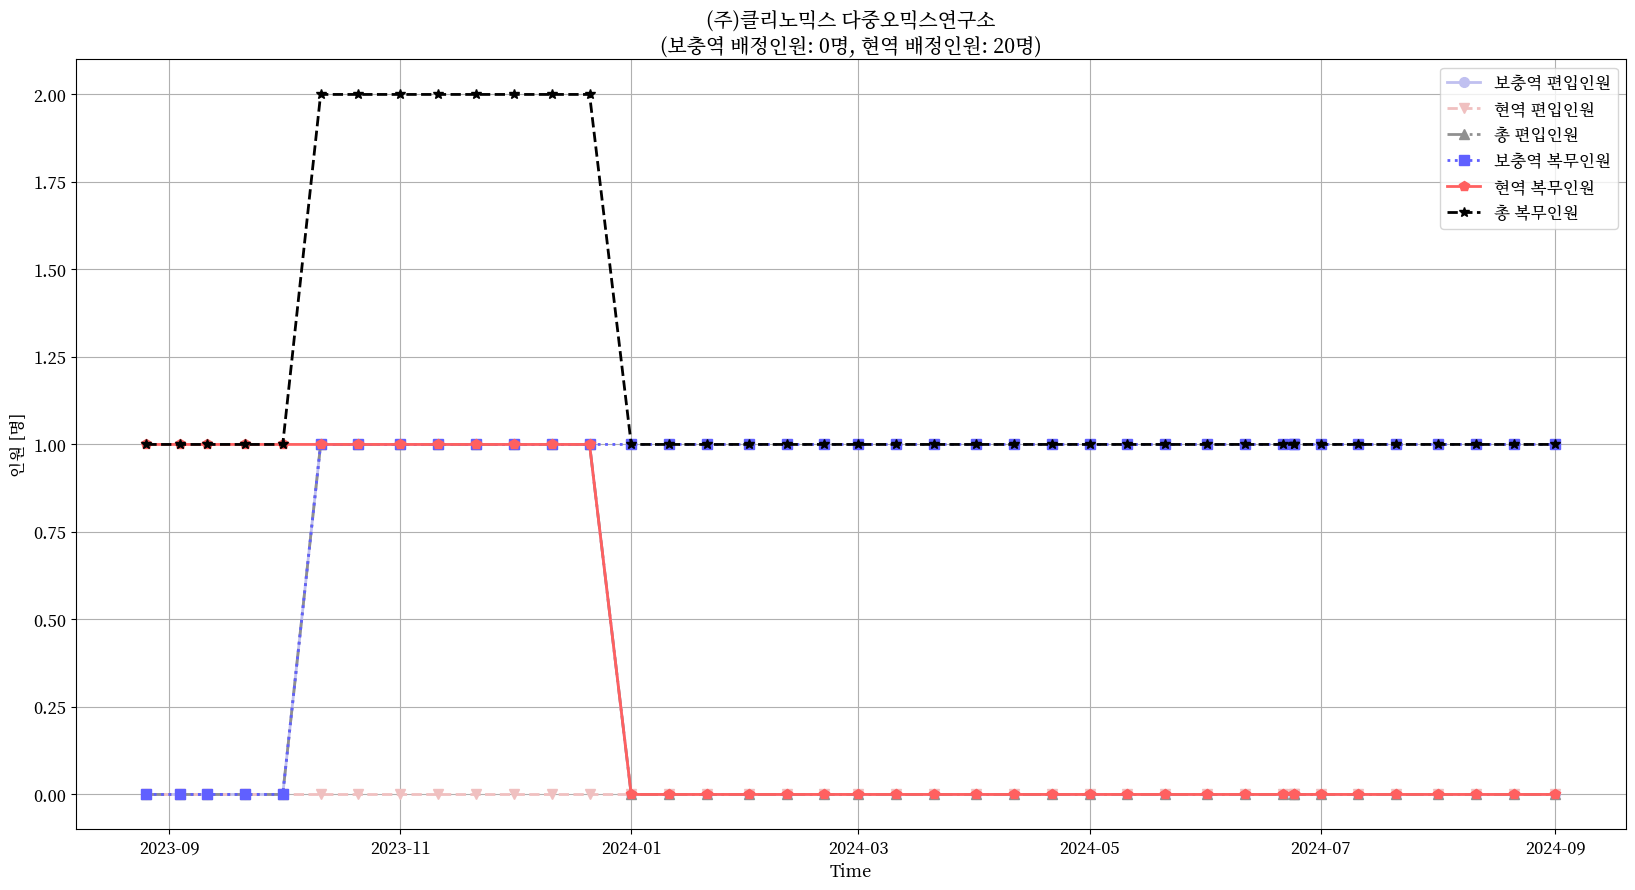 (주)클리노믹스 다중오믹스연구소
(보충역 배정인원: 0명, 현역 배정인원: 20명)
보충역 편입인원
현역 편입인원
총 편입인원
보충역 복무인원
현역 복무인원
총 복무인원
2.00
1.75
1.50
1.25
1.00
0.75
0.50
0.25
0.00
인원 [명]
2023-09 2023-11 2024-01 2024-03 2024-05 2024-07 2024-09
Time